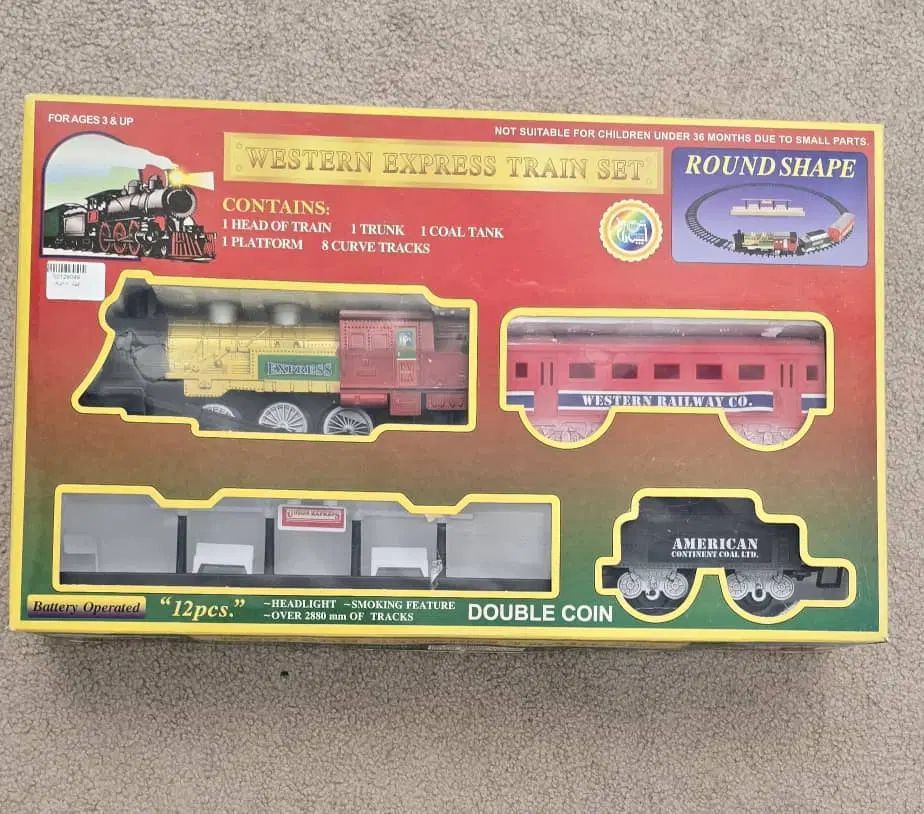 FOR AGES 3 & UP
NOT SUITABLE FOR CHILDREN UNDER 36 MONTHS DUE TO SMALL PARTS.
WESTERN EXPRESS TRAIN SET
ROUND SHAPE
CONTAINS:
1 HEAD OF TRAIN 1 TRUNK 1 COAL TANK
1 PLATFORM 8 CURVE TRACKS
EXPRESS
WESTERN RAILWAY CO.
AMERICAN
CONTINENT COAL LTD.
Battery Operated
"12pcs."
~HEADLIGHT ~SMOKING FEATURE
~OVER 2880 mm OF TRACKS
DOUBLE COIN